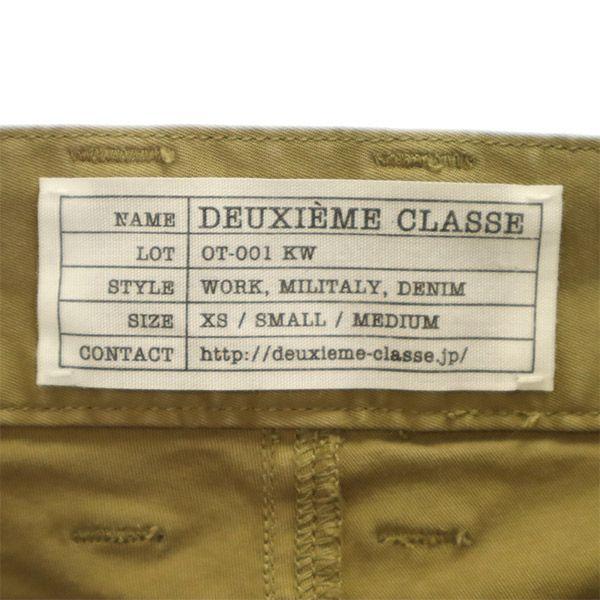 NAME DEUXIÈME CLASSE
LOT OT-001 KW
STYLE WORK, MILITALY, DENIM
SIZE XS / SMALL / MEDIUM
CONTACT http://deuxieme-classe.jp/